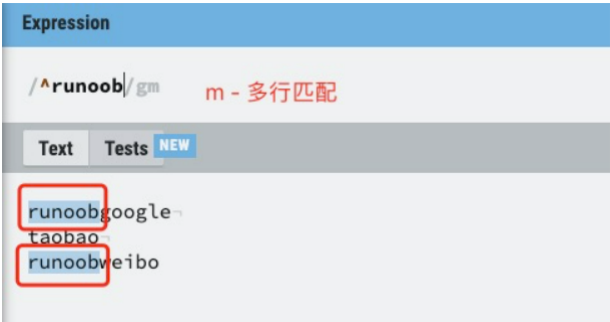 Expression
/^runoob/gm
m - 多行匹配
Text Tests NEW
runoobgoogle¬
taobao¬
runoobweibo